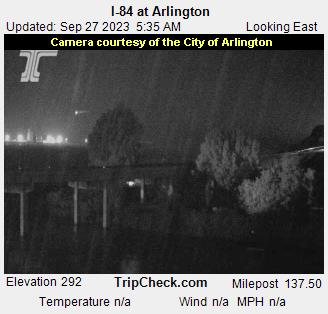 I-84 at Arlington
Updated: Sep 27 2023 5:35 AM Looking East
Camera courtesy of the City of Arlington
Elevation 292 TripCheck.com Milepost 137.50
Temperature n/a Wind n/a MPH n/a